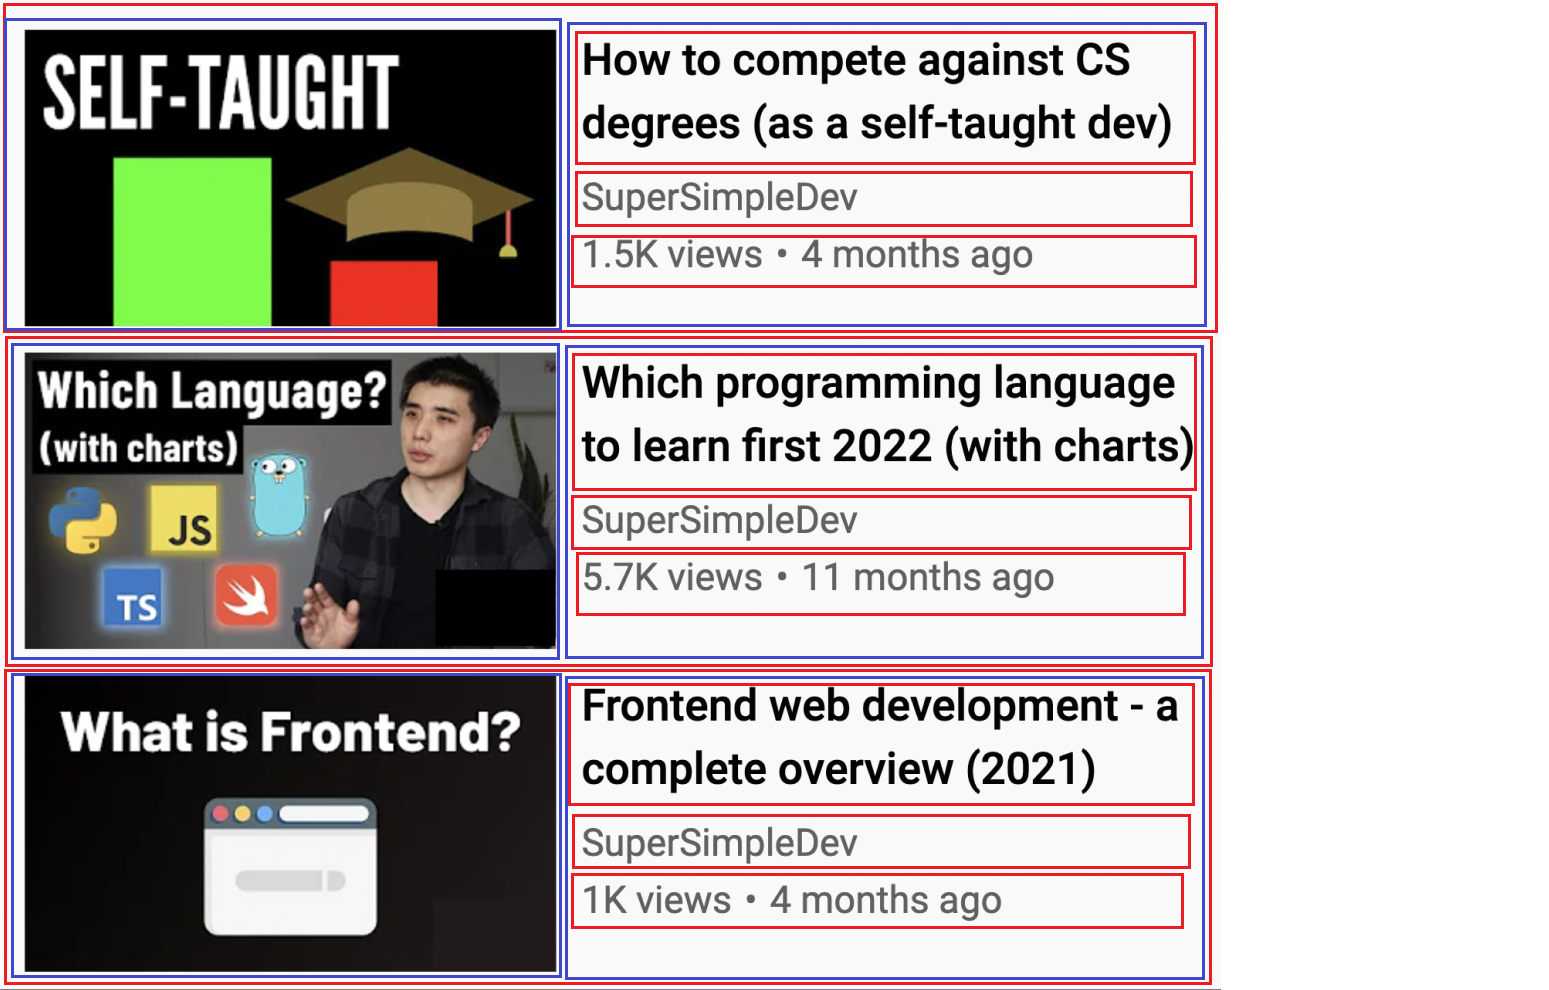 SELF-TAUGHT
How to compete against CS
degrees (as a self-taught dev)
SuperSimpleDev
1.5K views • 4 months ago
Which Language?
(with charts)
JS
TS
Which programming language
to learn first 2022 (with charts)
SuperSimpleDev
5.7K views • 11 months ago
What is Frontend?
Frontend web development - a
complete overview (2021)
SuperSimpleDev
1K views • 4 months ago